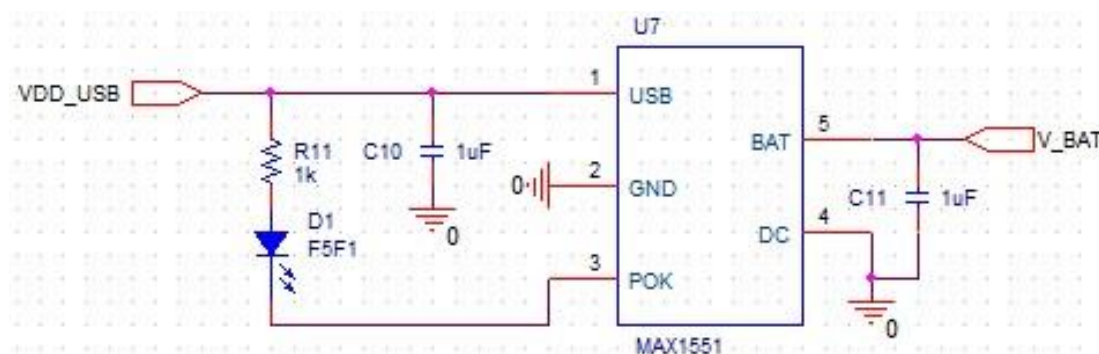 U7
1
VDD_USB
USB
5
BAT
V_BAT
R11
1k
C10
1uF
2
0
GND
C11
1uF
D1
F5F1
0
4
DC
3
POK
0
MAX1551